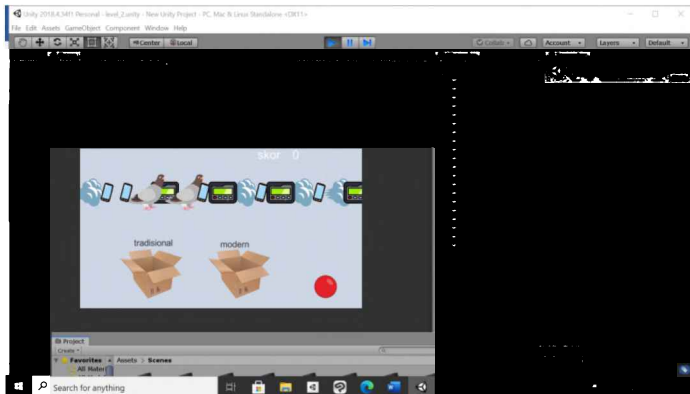 Unity 2018.4.34f1 Personal - level_2.unity - New Unity Project - PC, Mac & Linux Standalone <DX11>
File Edit Assets GameObject Component Window Help
Center Local Collab Account Layers Default
skor 0
tradisional modern
Project
Create
Favorites Assets > Scenes
All Mater
Search for anything